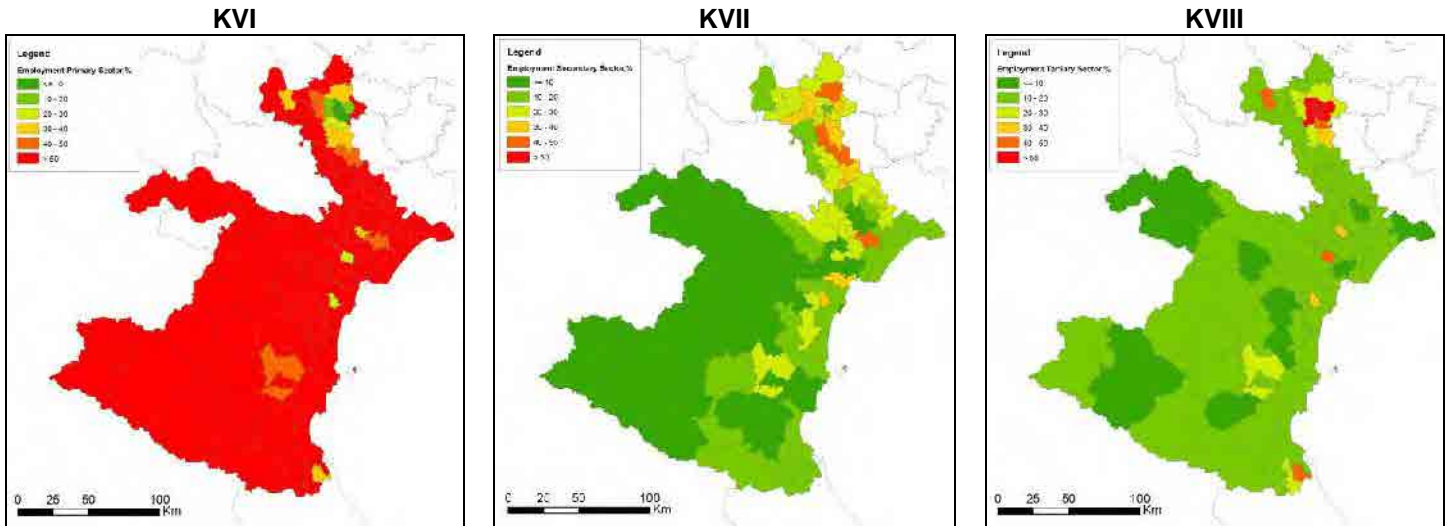 KVI
Legend
Employment Primary Sector,%
<= 10
10 - 20
20 - 30
30 - 40
40 - 50
> 50
0 25 50 100
Km
KVII
Legend
Employment Secondary Sector,%
<= 10
10 - 20
20 - 30
30 - 40
40 - 50
> 50
0 25 50 100
Km
KVIII
Legend
Employment Tertiary Sector%
<= 10
10 - 20
20 - 30
30 - 40
40 - 50
> 50
0 25 50 100
Km